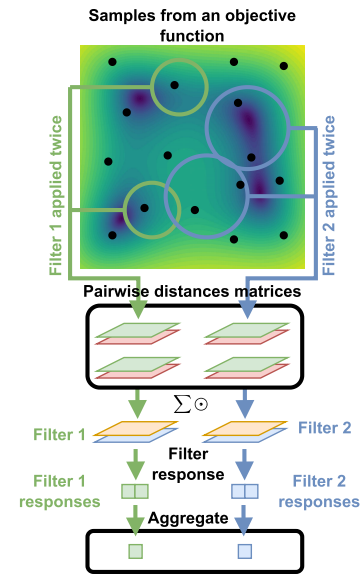 Samples from an objective
function
Filter 1 applied twice
Filter 2 applied twice
Pairwise distances matrices
∑⊙
Filter 1
Filter 2
Filter
response
Filter 1
responses
Filter 2
responses
Aggregate